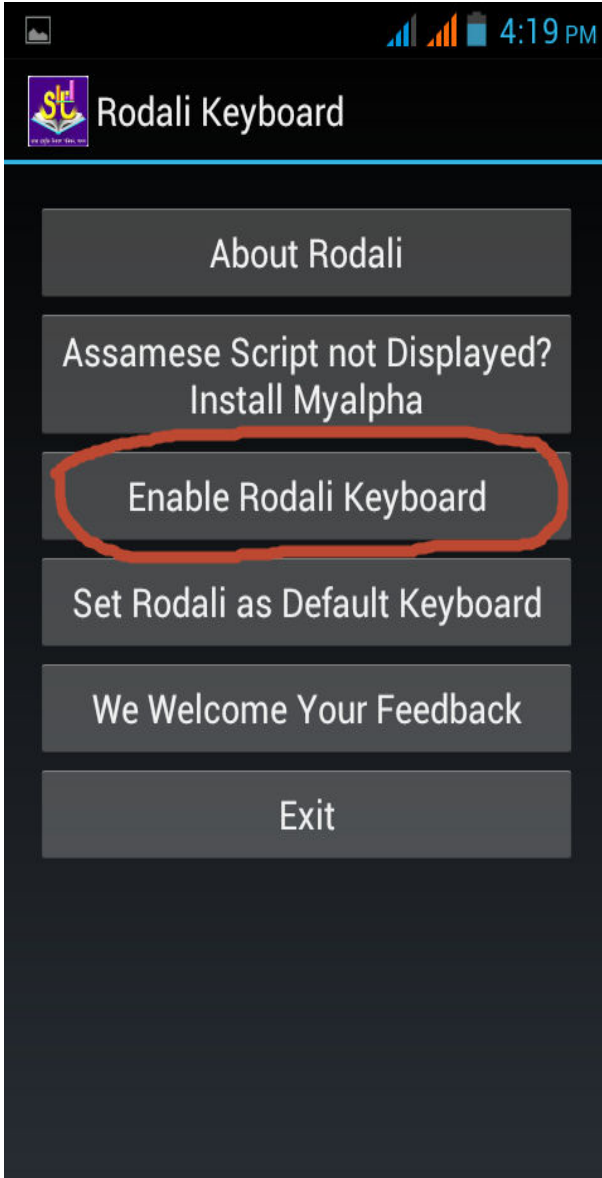 4:19 PM
Rodali Keyboard
About Rodali
Assamese Script not Displayed?
Install Myalpha
Enable Rodali Keyboard
Set Rodali as Default Keyboard
We Welcome Your Feedback
Exit